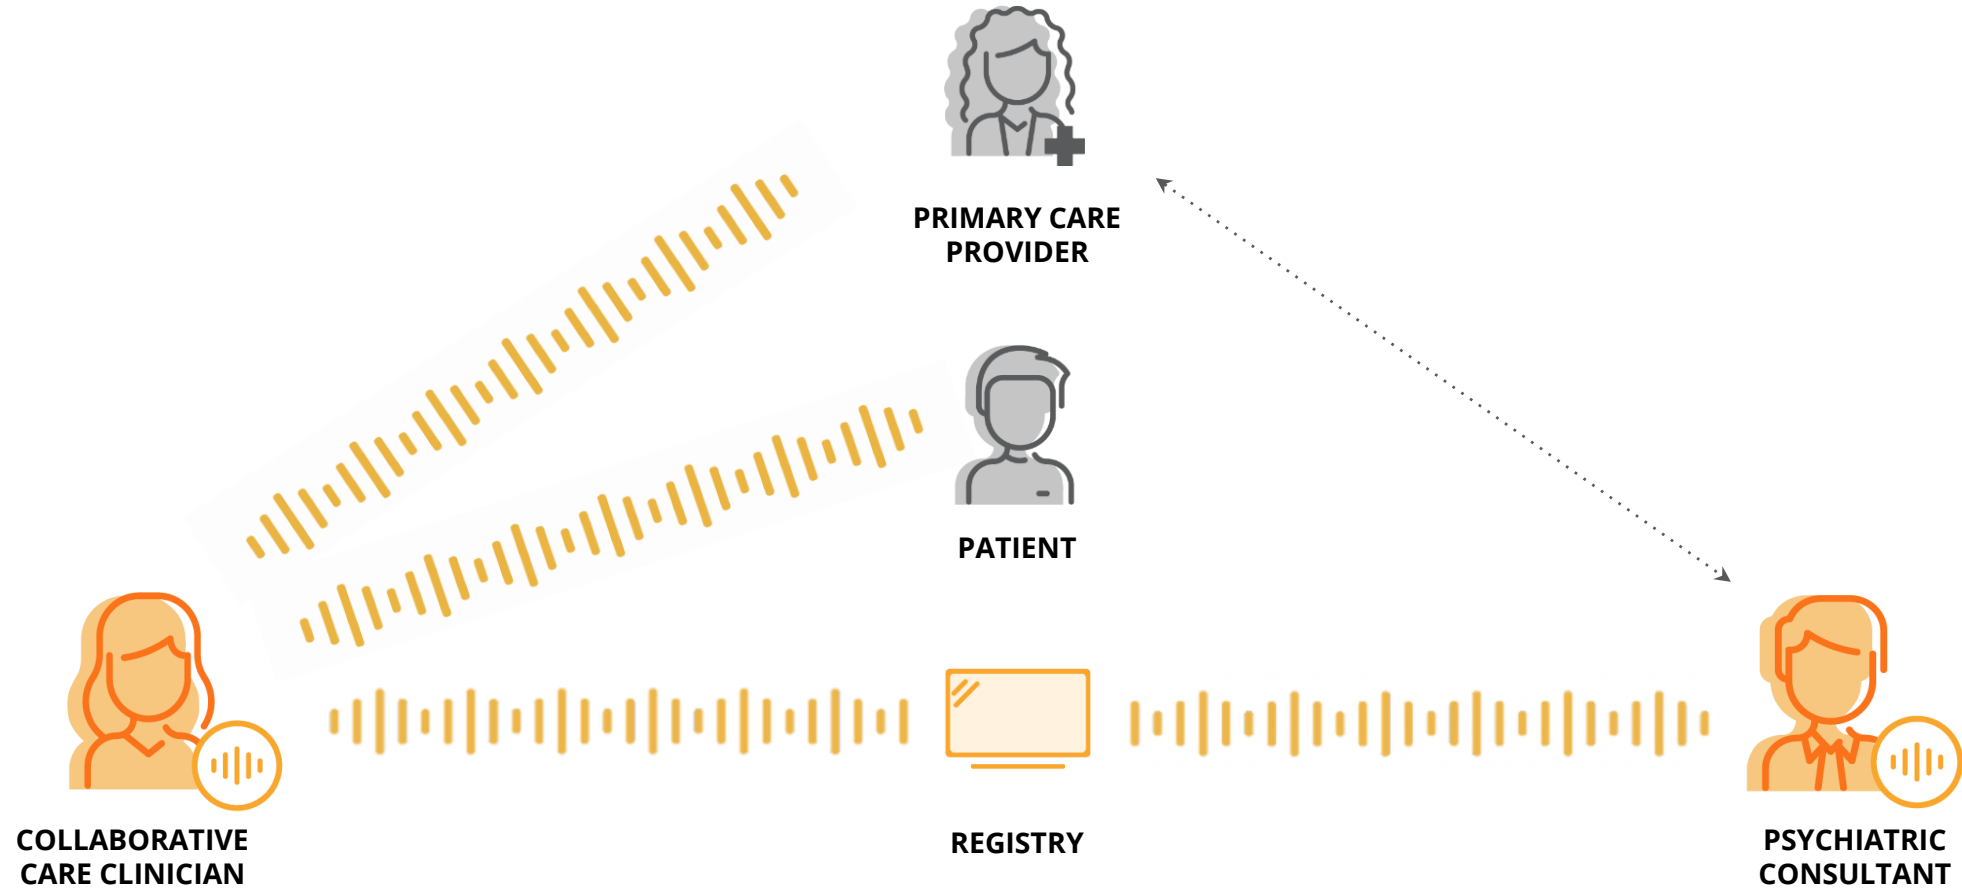 PRIMARY CARE
PROVIDER
PATIENT
COLLABORATIVE
CARE CLINICIAN
REGISTRY
PSYCHIATRIC
CONSULTANT